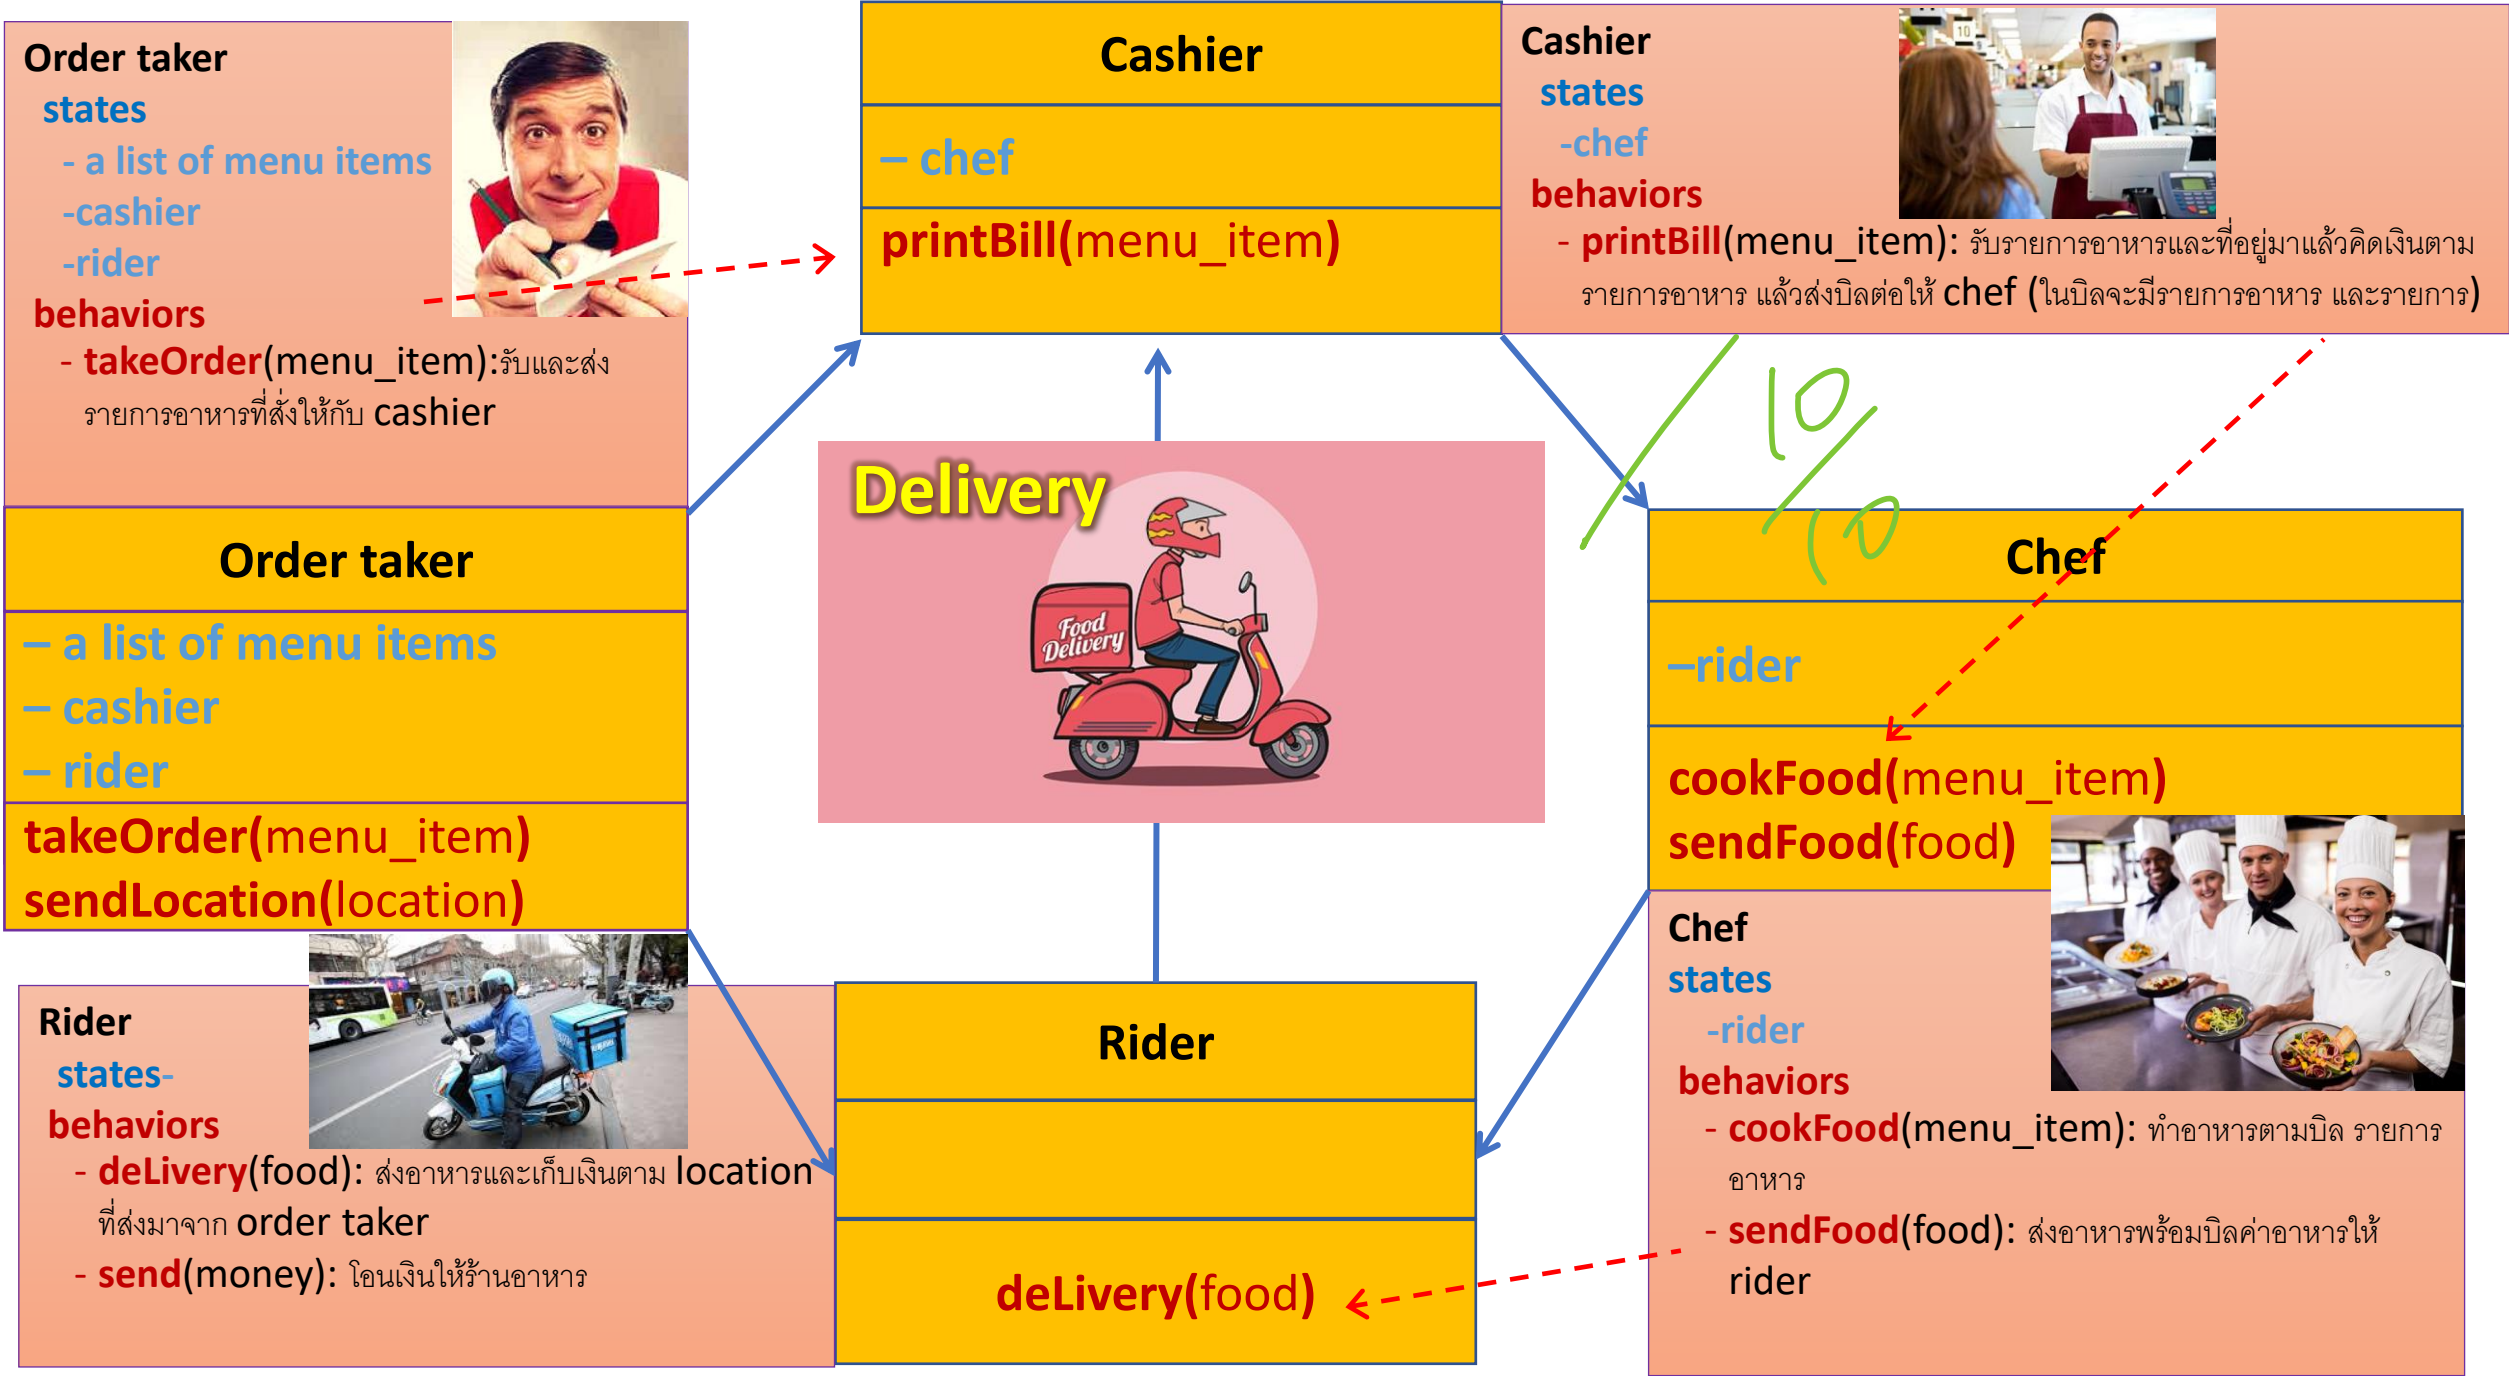 Order taker
states
- a list of menu items
-cashier
-rider
behaviors
- takeOrder(menu_item):รับและส่ง
รายการอาหารที่สั่งให้กับ cashier
Order taker
– a list of menu items
– cashier
– rider
takeOrder(menu_item)
sendLocation(location)
Cashier
– chef
printBill(menu_item)
Cashier
states
-chef
behaviors
- printBill(menu_item): รับรายการอาหารและที่อยู่มาแล้วคิดเงินตาม
รายการอาหาร แล้วส่งบิลต่อให้ chef (ในบิลจะมีรายการอาหาร และรายการ)
10
10
10
Delivery
Food
Delivery
Chef
–rider
cookFood(menu_item)
sendFood(food)
Chef
states
-rider
behaviors
- cookFood(menu_item): ทำอาหารตามบิล รายการ
อาหาร
- sendFood(food): ส่งอาหารพร้อมบิลค่าอาหารให้
rider
Rider
states-
behaviors
- deLivery(food): ส่งอาหารและเก็บเงินตาม location
ที่ส่งมาจาก order taker
- send(money): โอนเงินให้ร้านอาหาร
Rider
deLivery(food)